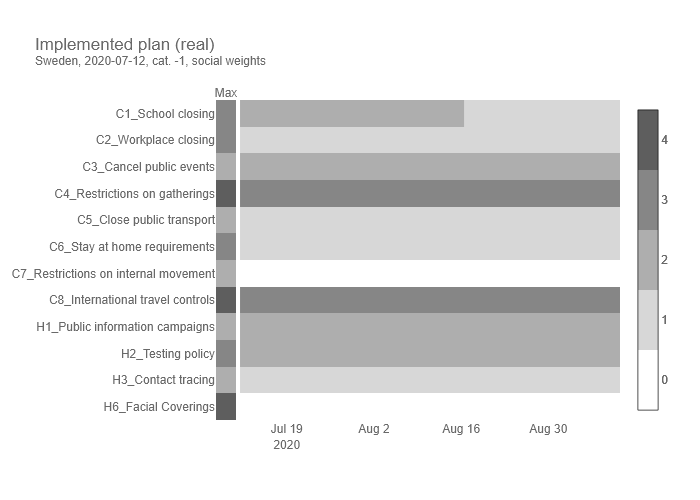 Implemented plan (real)
Sweden, 2020-07-12, cat. -1, social weights
Max
C1_School closing
C2_Workplace closing
C3_Cancel public events
C4_Restrictions on gatherings
C5_Close public transport
C6_Stay at home requirements
C7_Restrictions on internal movement
C8_International travel controls
H1_Public information campaigns
H2_Testing policy
H3_Contact tracing
H6_Facial Coverings
4
3
2
1
0
Jul 19 Aug 2 Aug 16 Aug 30
2020